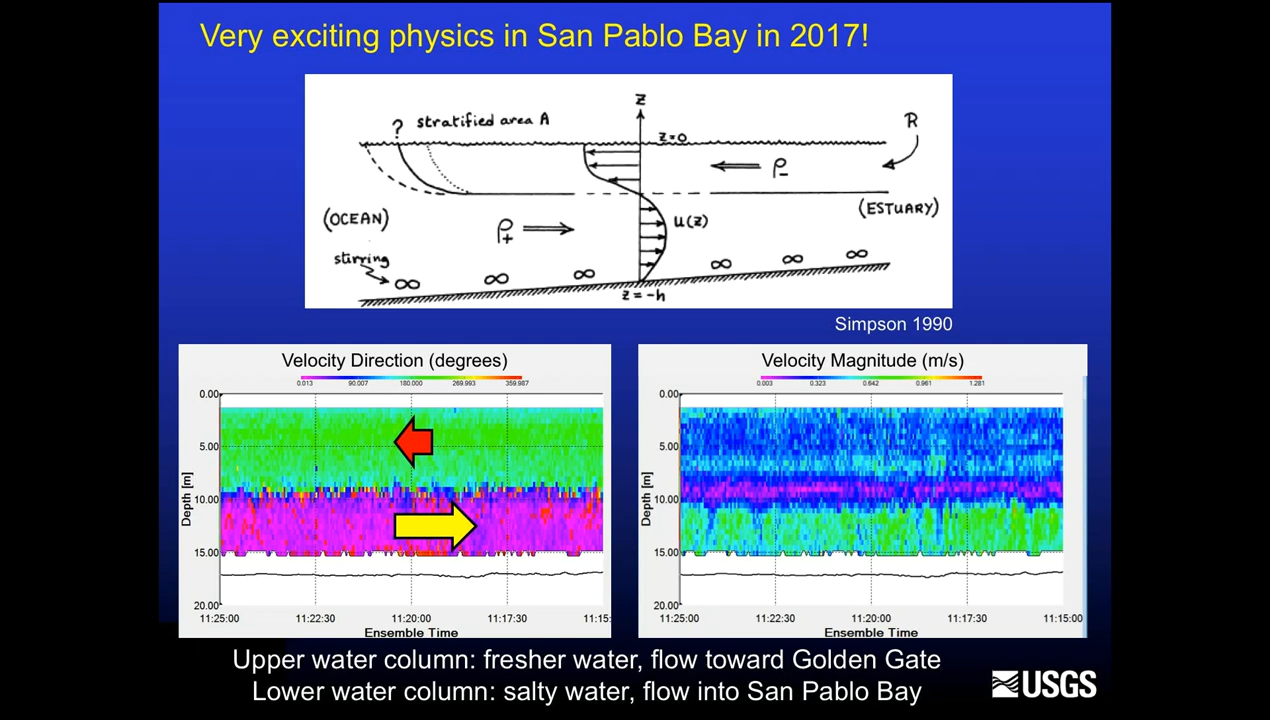 Very exciting physics in San Pablo Bay in 2017!
z
? stratified area A
z=0
R
ρ-
(OCEAN)
ρ+
u(z)
(ESTUARY)
stirring
z=-h
Simpson 1990
Velocity Direction (degrees)
0.013 90.007 180.000 269.993 359.987
0.00
5.00
10.00
15.00
20.00
Depth [m]
11:25:00 11:22:30 11:20:00 11:17:30 11:15:
Ensemble Time
Velocity Magnitude (m/s)
0.003 0.323 0.642 0.961 1.281
0.00
5.00
10.00
15.00
20.00
Depth [m]
11:25:00 11:22:30 11:20:00 11:17:30 11:15:00
Ensemble Time
Upper water column: fresher water, flow toward Golden Gate
Lower water column: salty water, flow into San Pablo Bay
USGS